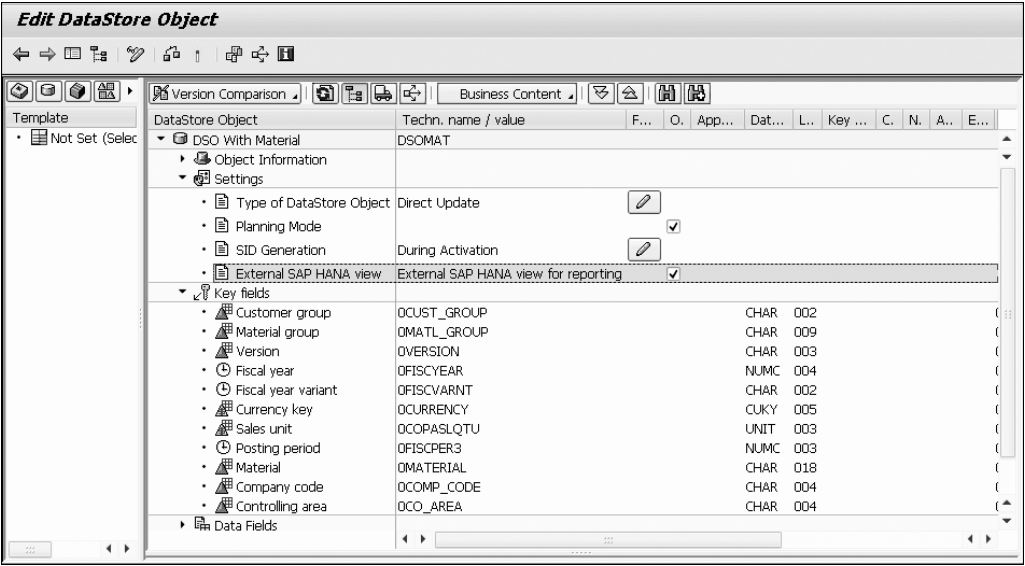 Edit DataStore Object
Version Comparison Business Content
Template DataStore Object Techn. name / value F... O. App... Dat... L.. Key ... C. N. A.. E...
Not Set (Selec DSO With Material DSOMAT
Object Information
Settings
Type of DataStore Object Direct Update
Planning Mode
SID Generation During Activation
External SAP HANA view External SAP HANA view for reporting
Key fields
Customer group 0CUST_GROUP CHAR 002
Material group 0MATL_GROUP CHAR 009
Version 0VERSION CHAR 003
Fiscal year 0FISCYEAR NUMC 004
Fiscal year variant 0FISCVARNT CHAR 002
Currency key 0CURRENCY CUKY 005
Sales unit 0COPASLQTU UNIT 003
Posting period 0FISCPER3 NUMC 003
Material 0MATERIAL CHAR 018
Company code 0COMP_CODE CHAR 004
Controlling area 0CO_AREA CHAR 004
Data Fields